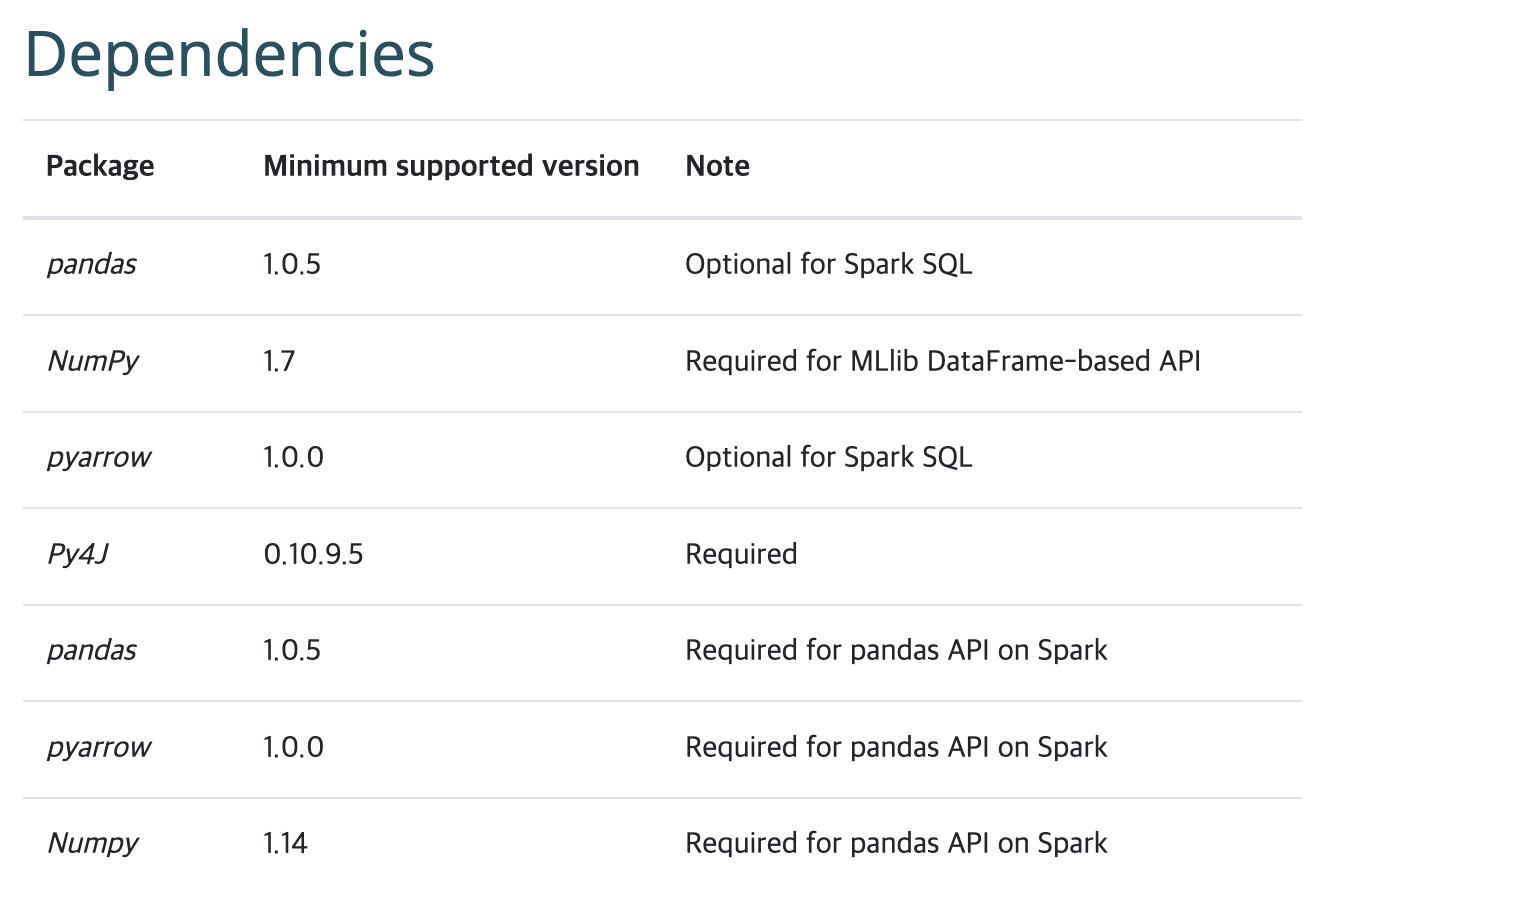 Dependencies
Package Minimum supported version Note
pandas 1.0.5 Optional for Spark SQL
NumPy 1.7 Required for MLlib DataFrame-based API
pyarrow 1.0.0 Optional for Spark SQL
Py4J 0.10.9.5 Required
pandas 1.0.5 Required for pandas API on Spark
pyarrow 1.0.0 Required for pandas API on Spark
Numpy 1.14 Required for pandas API on Spark